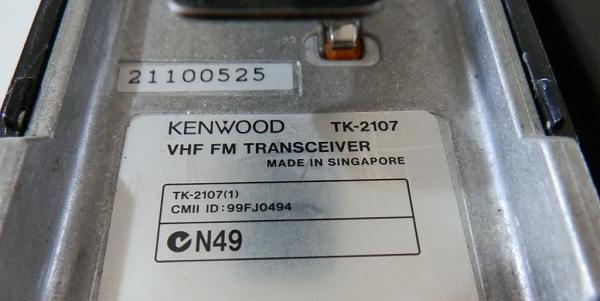 21100525
KENWOOD TK-2107
VHF FM TRANSCEIVER
MADE IN SINGAPORE
TK-2107(1)
CMII ID:99FJ0494
N49